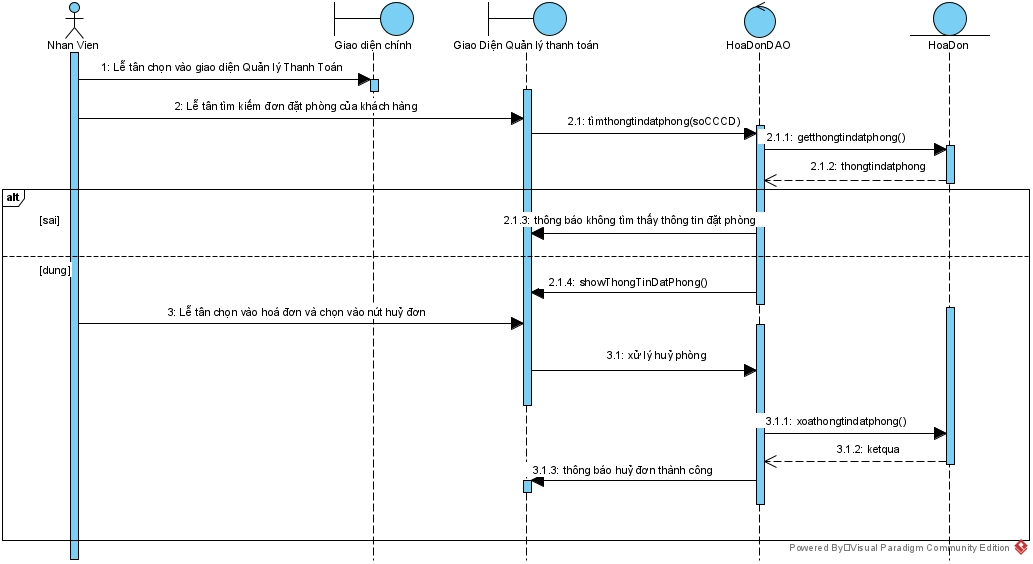 Nhan Vien
Giao diện chính
Giao Diện Quản lý thanh toán
HoaDonDAO
HoaDon
1: Lễ tân chọn vào giao diện Quản lý Thanh Toán
2: Lễ tân tìm kiếm đơn đặt phòng của khách hàng
2.1: tìmthongtindatphong(soCCCD)
2.1.1: getthongtindatphong()
2.1.2: thongtindatphong
alt
[sai]
2.1.3: thông báo không tìm thấy thông tin đặt phòng
[dung]
2.1.4: showThongTinDatPhong()
3: Lễ tân chọn vào hoá đơn và chọn vào nút huỷ đơn
3.1: xử lý huỷ phòng
3.1.1: xoathongtindatphong()
3.1.2: ketqua
3.1.3: thông báo huỷ đơn thành công
Powered By Visual Paradigm Community Edition